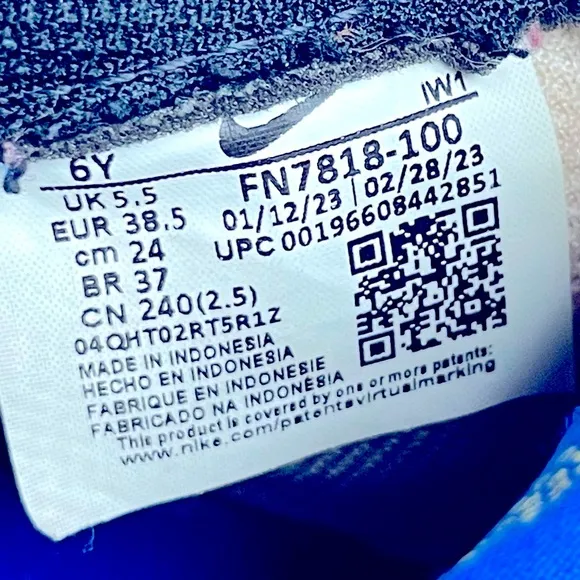 IW1
6Y
FN7818-100
UK 5.5
01/12/23 | 02/28/23
EUR 38.5
UPC 00196608442851
cm 24
BR 37
CN 240(2.5)
04QHT02RT5R1Z
MADE IN INDONESIA
HECHO EN INDONESIA
FABRIQUE EN INDONESIE
FABRICADO NA INDONÉSIA
This product is covered by one or more patents:
www.nike.com/patentsvirtualmarking